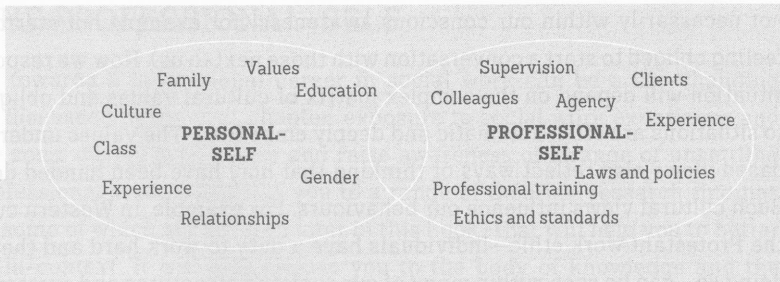 Family Values Education
Culture
Class
PERSONAL-
SELF
Experience
Gender
Relationships
Supervision Clients
Colleagues Agency
Experience
PROFESSIONAL-
SELF
Laws and policies
Professional training
Ethics and standards